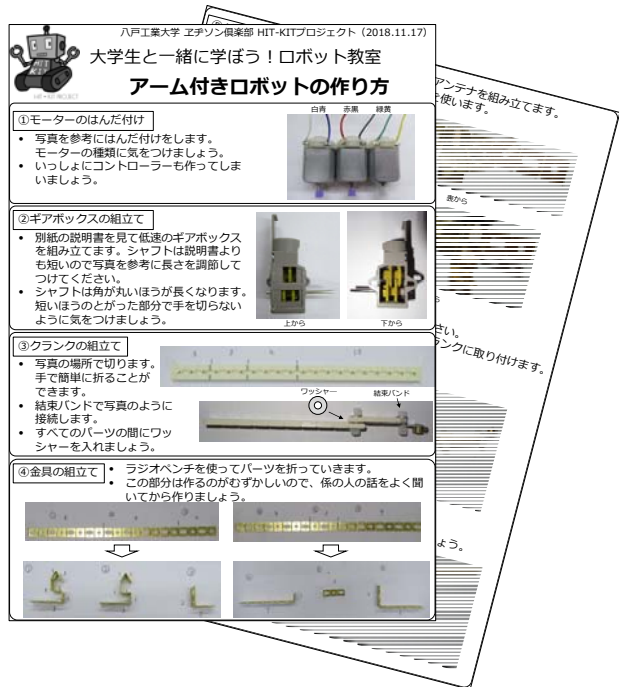 八戸工業大学 ヱヂソン倶楽部 HIT-KITプロジェクト（2018.11.17）
大学生と一緒に学ぼう！ロボット教室
アーム付きロボットの作り方
HIT-KIT PROJECT
①モーターのはんだ付け
• 写真を参考にはんだ付けをします。
モーターの種類に気をつけましょう。
• いっしょにコントローラーも作ってしま
いましょう。
白青 赤黒 緑黄
②ギアボックスの組立て
• 別紙の説明書を見て低速のギアボックス
を組み立てます。シャフトは説明書より
も短いので写真を参考に長さを調節して
つけてください。
• シャフトは角が丸いほうが長くなります。
短いほうのとがった部分で手を切らない
ように気をつけましょう。
上から 下から
③クランクの組立て
• 写真の場所で切ります。
手で簡単に折ることが
できます。
• 結束バンドで写真のように
接続します。
• すべてのパーツの間にワッ
シャーを入れましょう。
ワッシャー 結束バンド
④金具の組立て
• ラジオペンチを使ってパーツを折っていきます。
• この部分は作るのがむずかしいので、係の人の話をよく聞
いてから作りましょう。
アンテナを組み立てます。
を使います。
表から
ら
さい。
ランクに取り付けます。
ょう。